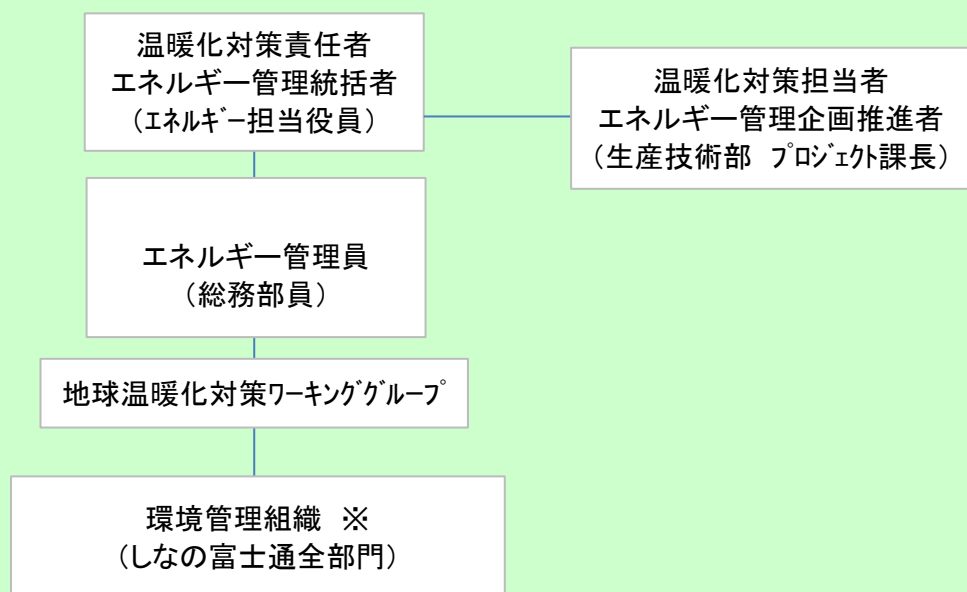 温暖化対策責任者
エネルギー管理統括者
（ｴﾈﾙｷﾞｰ担当役員）
温暖化対策担当者
エネルギー管理企画推進者
（生産技術部　ﾌﾟﾛｼﾞｪｸﾄ課長）
エネルギー管理員
（総務部員）
地球温暖化対策ﾜｰｷﾝｸﾞｸﾞﾙｰﾌﾟ
環境管理組織　※
（しなの富士通全部門）